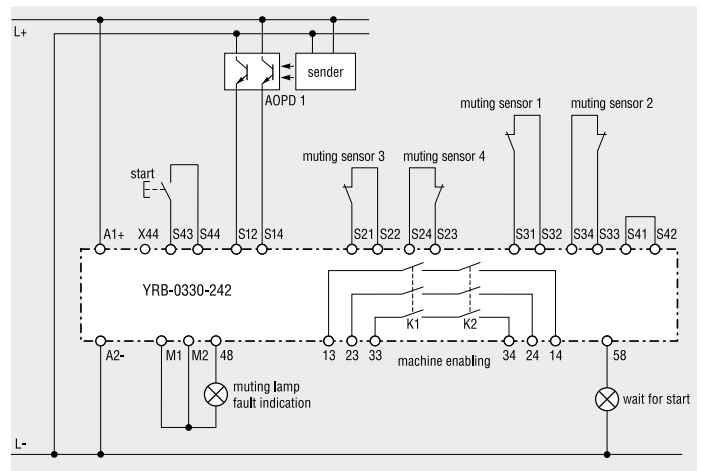 L+
sender
AOPD 1
muting sensor 1
muting sensor 2
muting sensor 3
muting sensor 4
start
A1+
X44
S43
S44
S12
S14
S21
S22
S24
S23
S31
S32
S34
S33
S41
S42
YRB-0330-242
K1
K2
A2-
M1
M2
48
13
23
33
machine enabling
34
24
14
58
muting lamp
fault indication
wait for start
L-